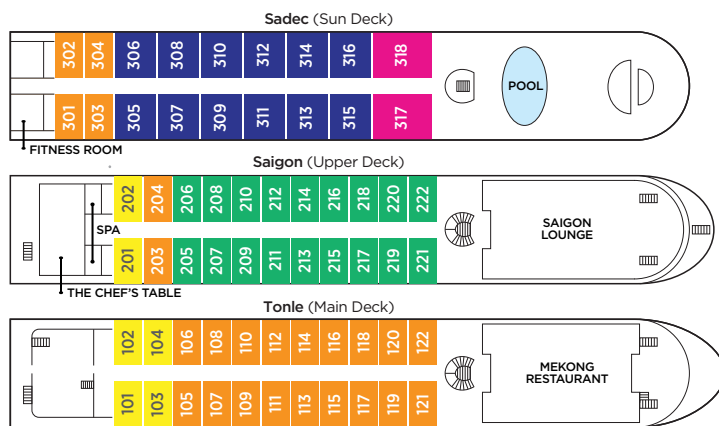 Sadec (Sun Deck)
302 304 306 308 310 312 314 316 318
POOL
301 303 305 307 309 311 313 315 317
FITNESS ROOM
Saigon (Upper Deck)
202 204 206 208 210 212 214 216 218 220 222
SPA
SAIGON
LOUNGE
201 203 205 207 209 211 213 215 217 219 221
THE CHEF'S TABLE
Tonle (Main Deck)
102 104 106 108 110 112 114 116 118 120 122
MEKONG
RESTAURANT
101 103 105 107 109 111 113 115 117 119 121